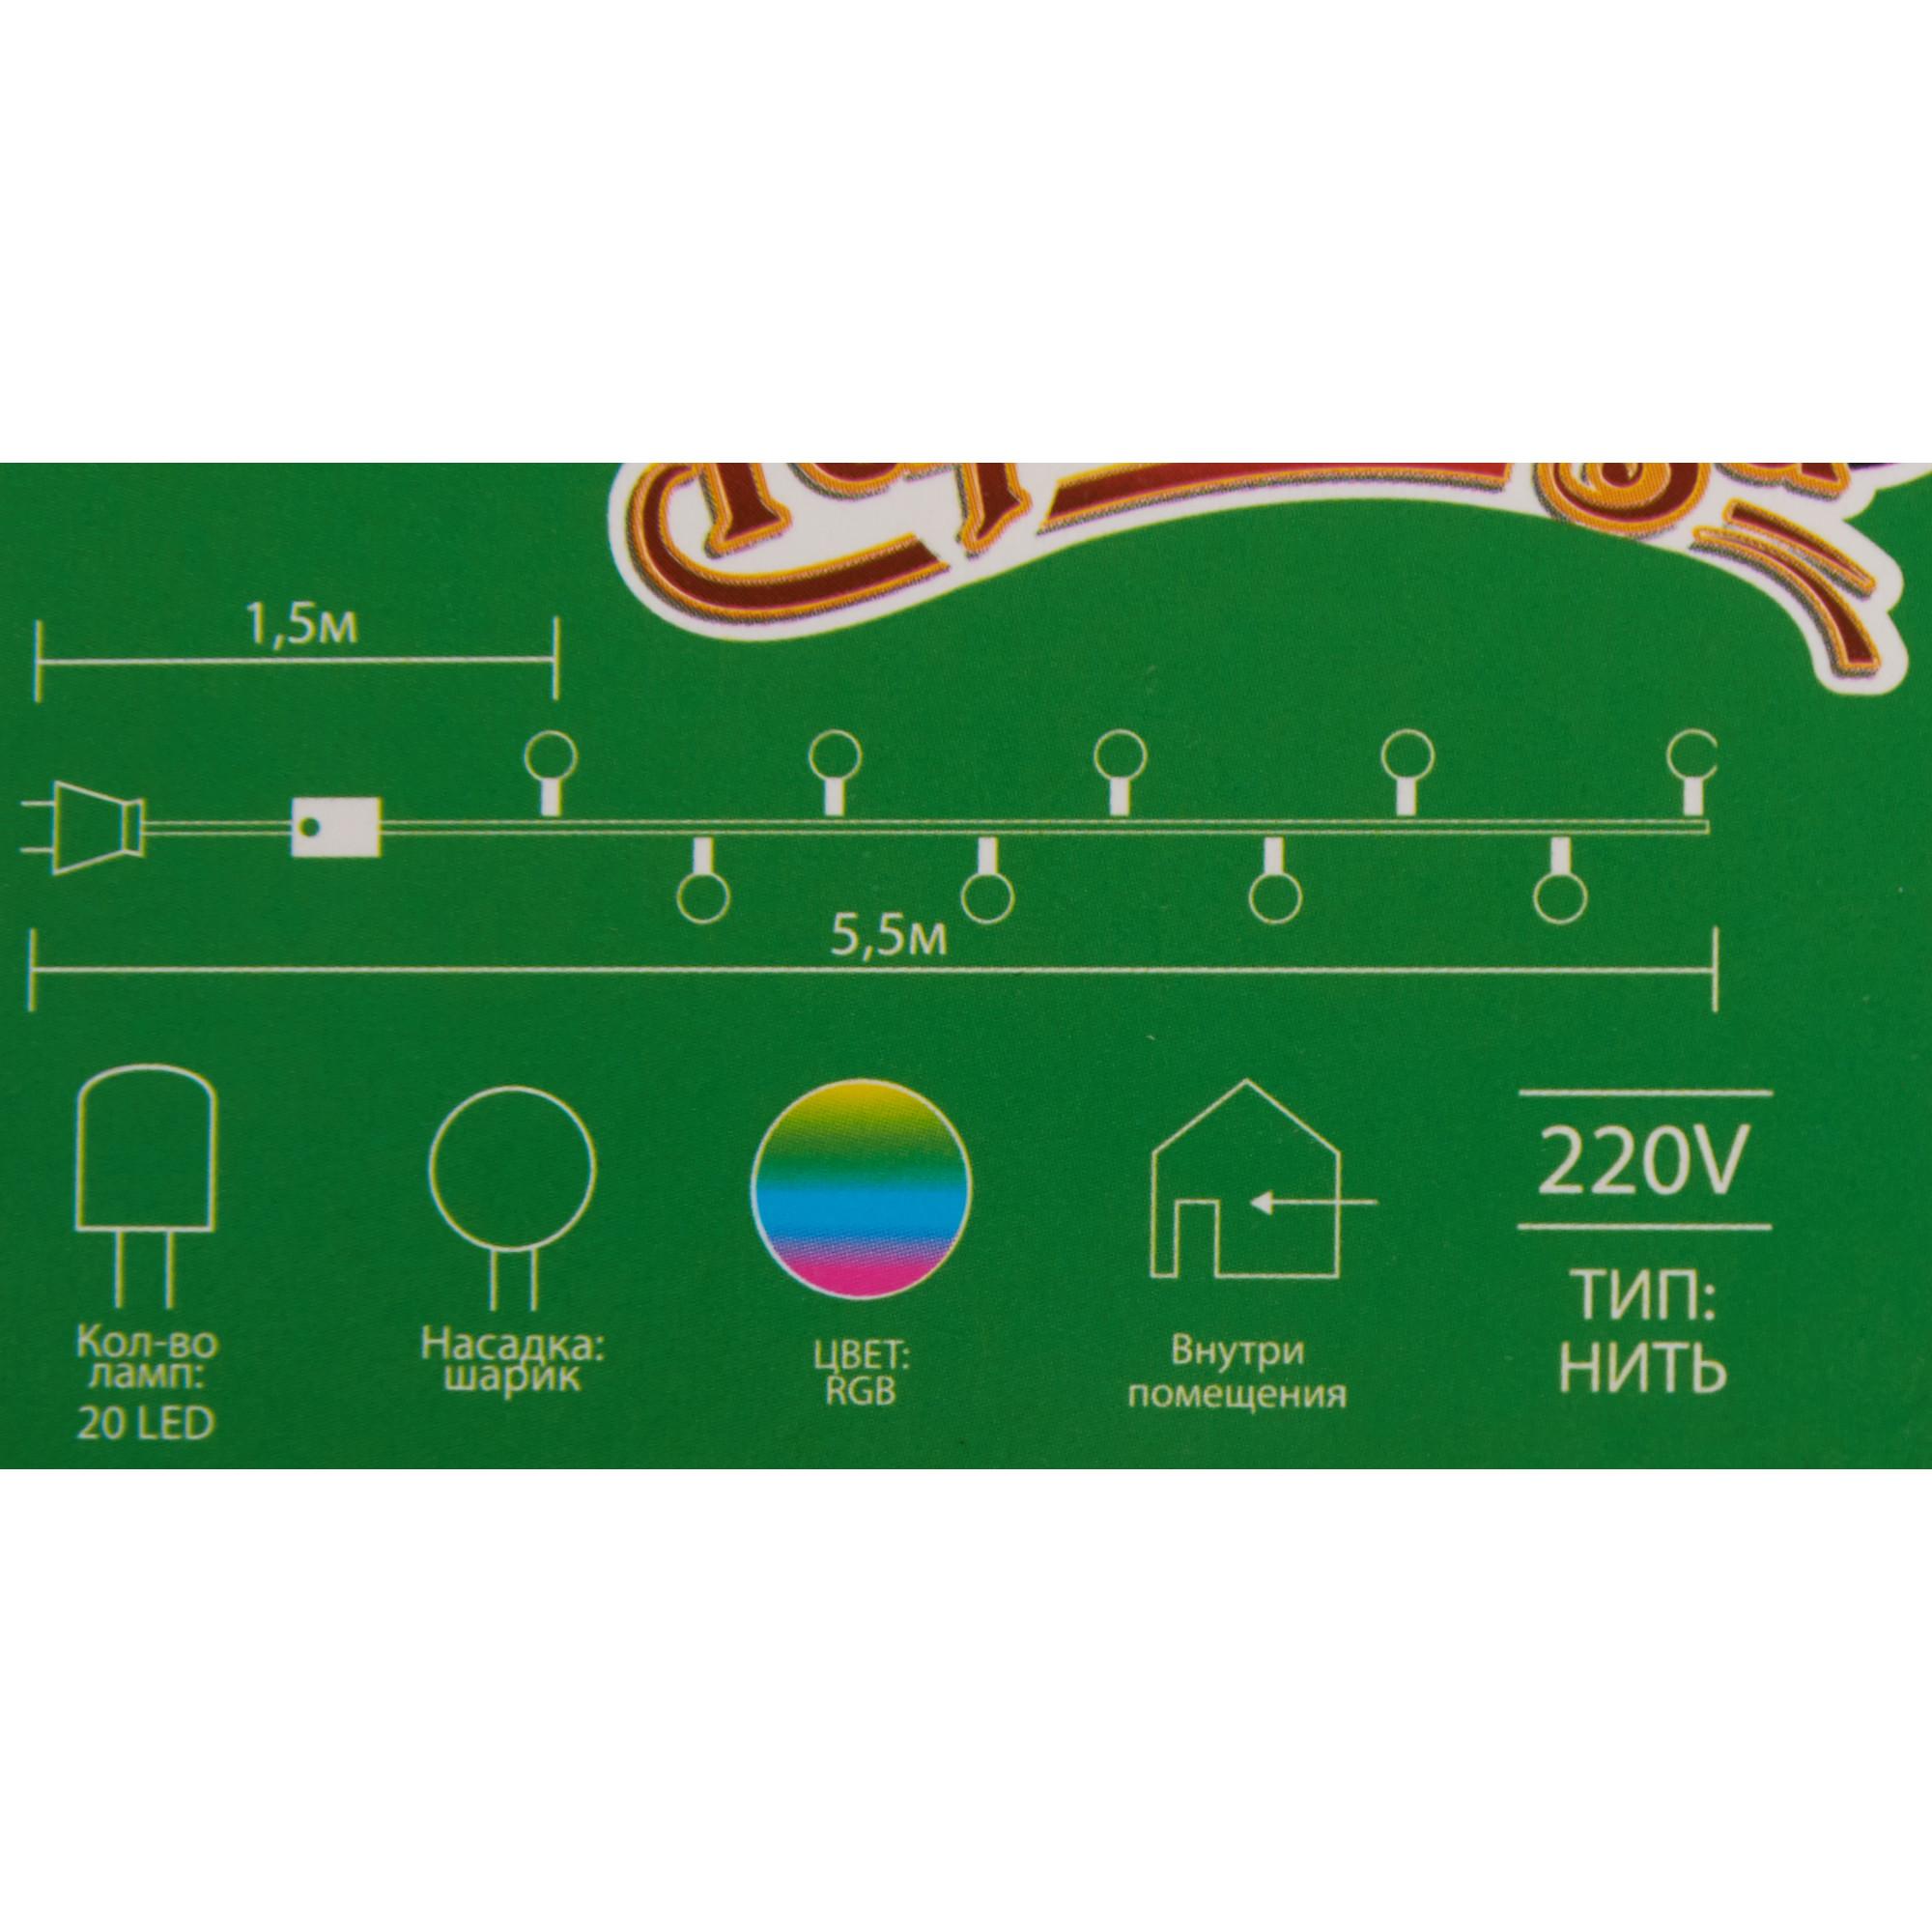 1,5м
5,5м
Кол-во
ламп:
20 LED
Насадка:
шарик
ЦВЕТ:
RGB
Внутри
помещения
220V
ТИП:
НИТЬ